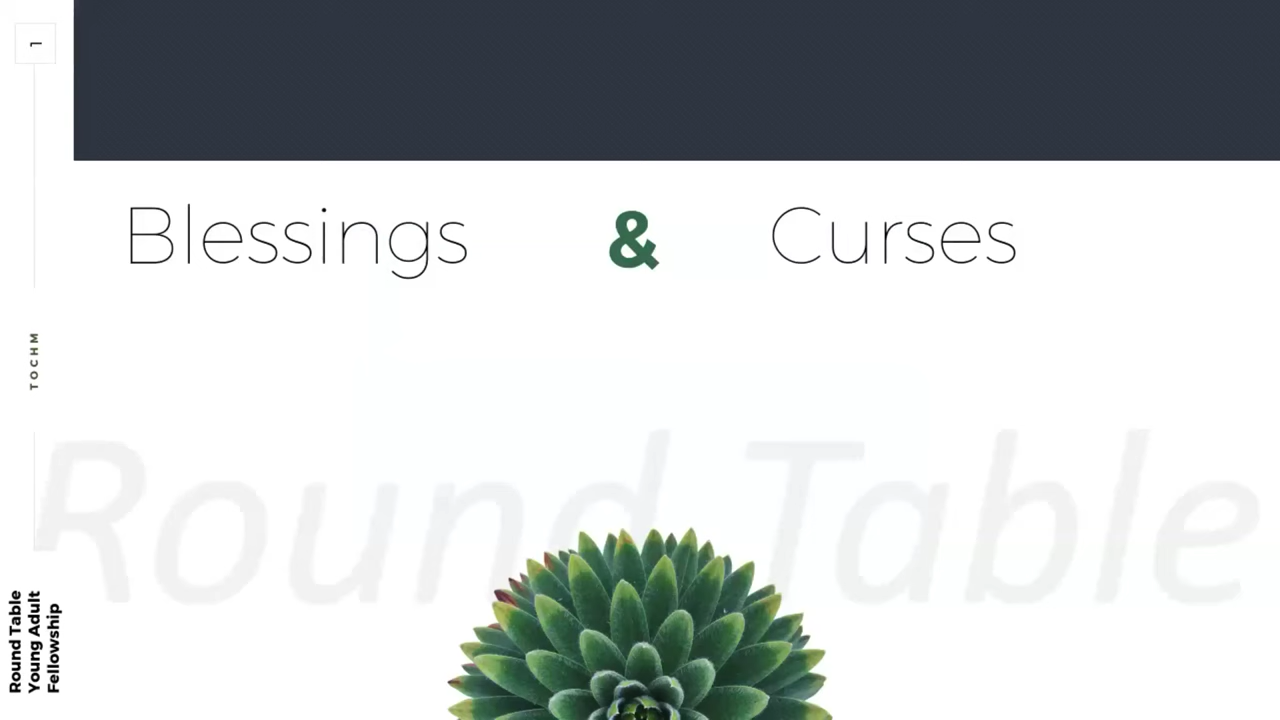 1
Blessings & Curses
TOCHM
Round Table
Round Table
Young Adult
Fellowship